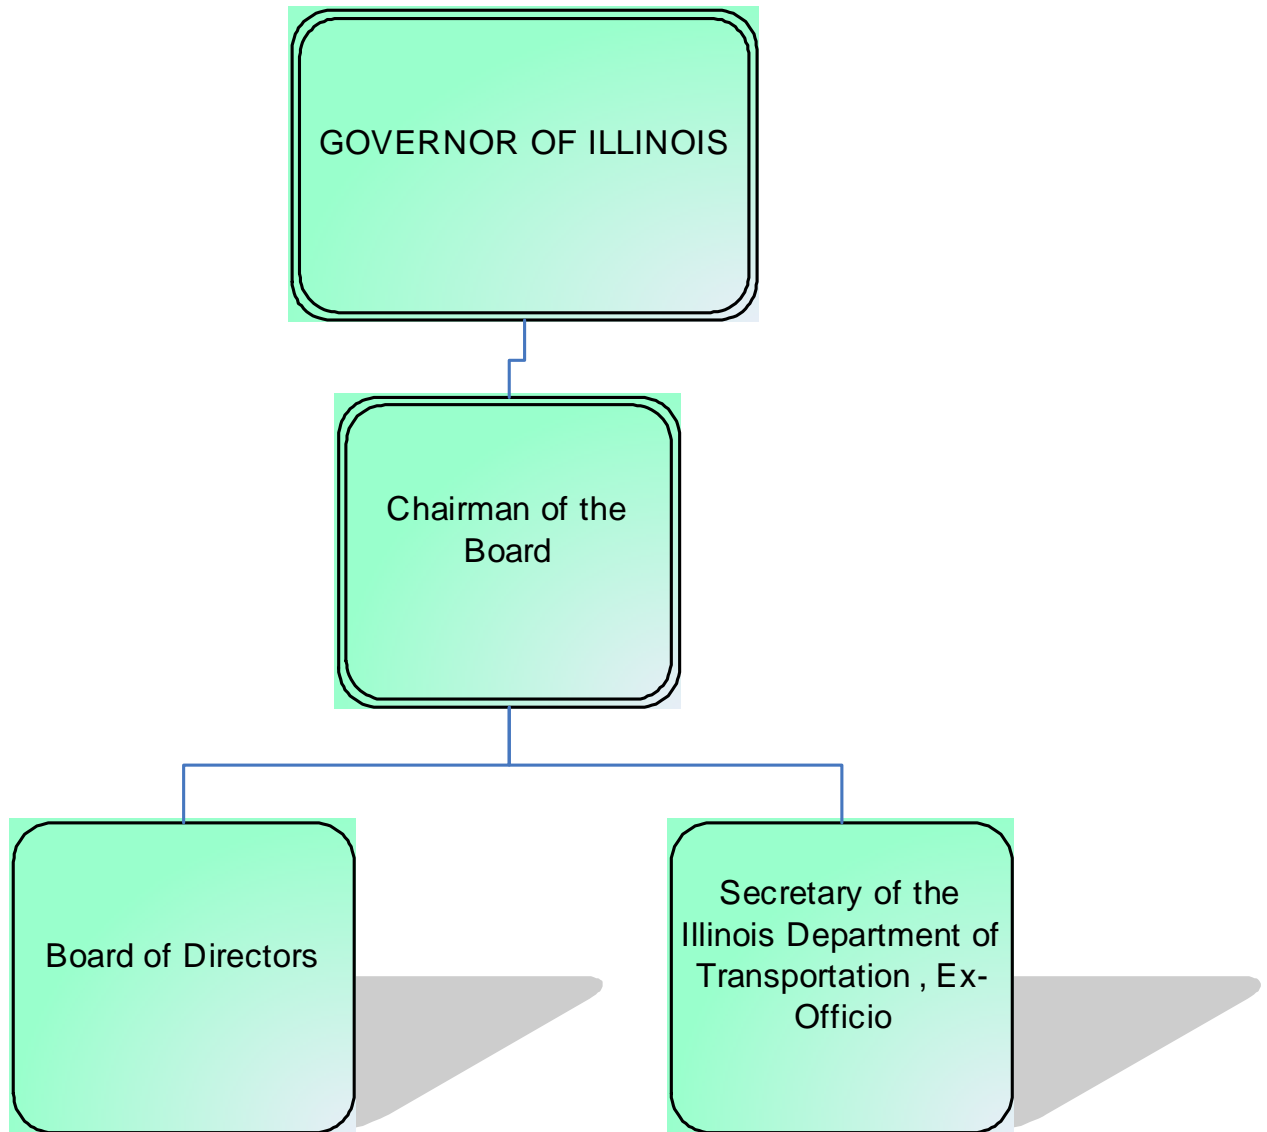 GOVERNOR OF ILLINOIS
Chairman of the
Board
Board of Directors
Secretary of the
Illinois Department of
Transportation , Ex-
Officio